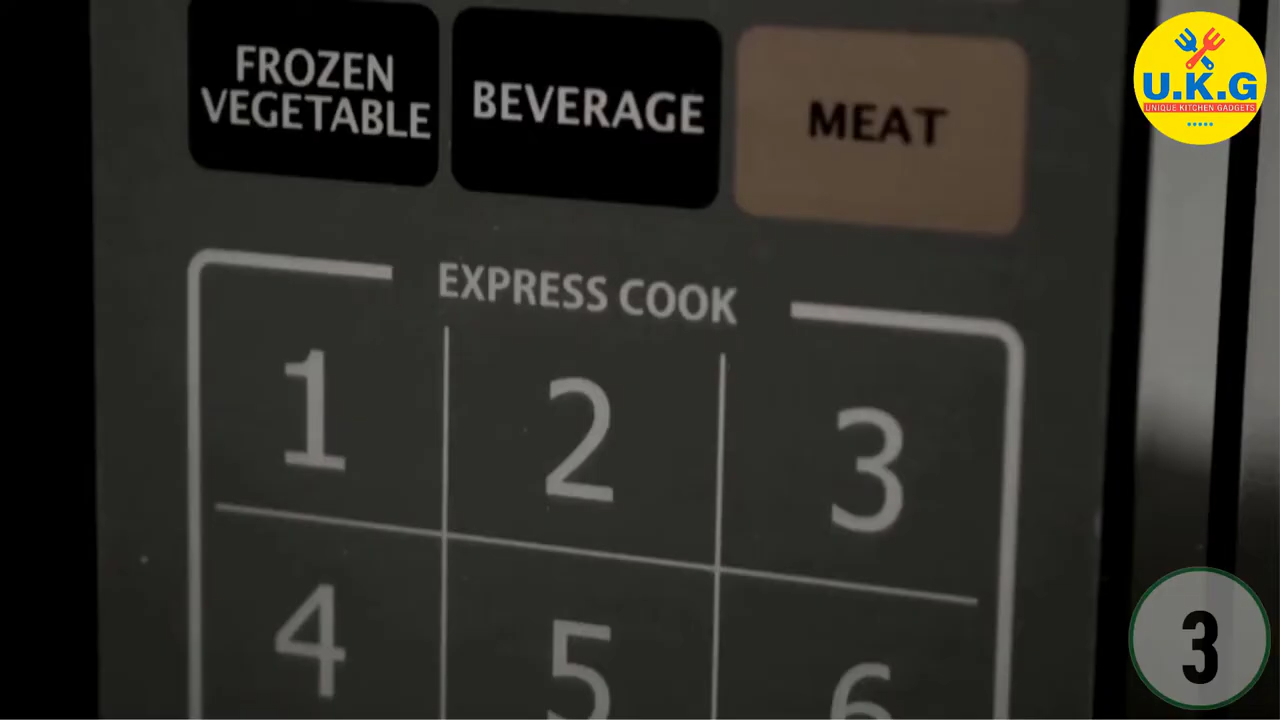 FROZEN
VEGETABLE
BEVERAGE
MEAT
U.K.G
UNIQUE KITCHEN GADGETS
EXPRESS COOK
1
2
3
4
5
6
3